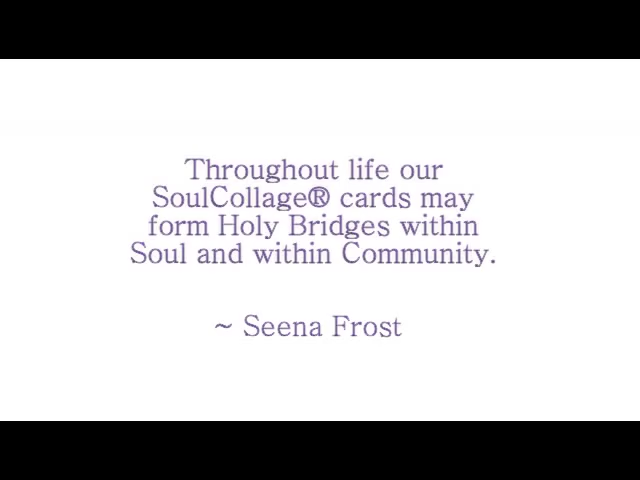 Throughout life our
SoulCollage® cards may
form Holy Bridges within
Soul and within Community.
~ Seena Frost